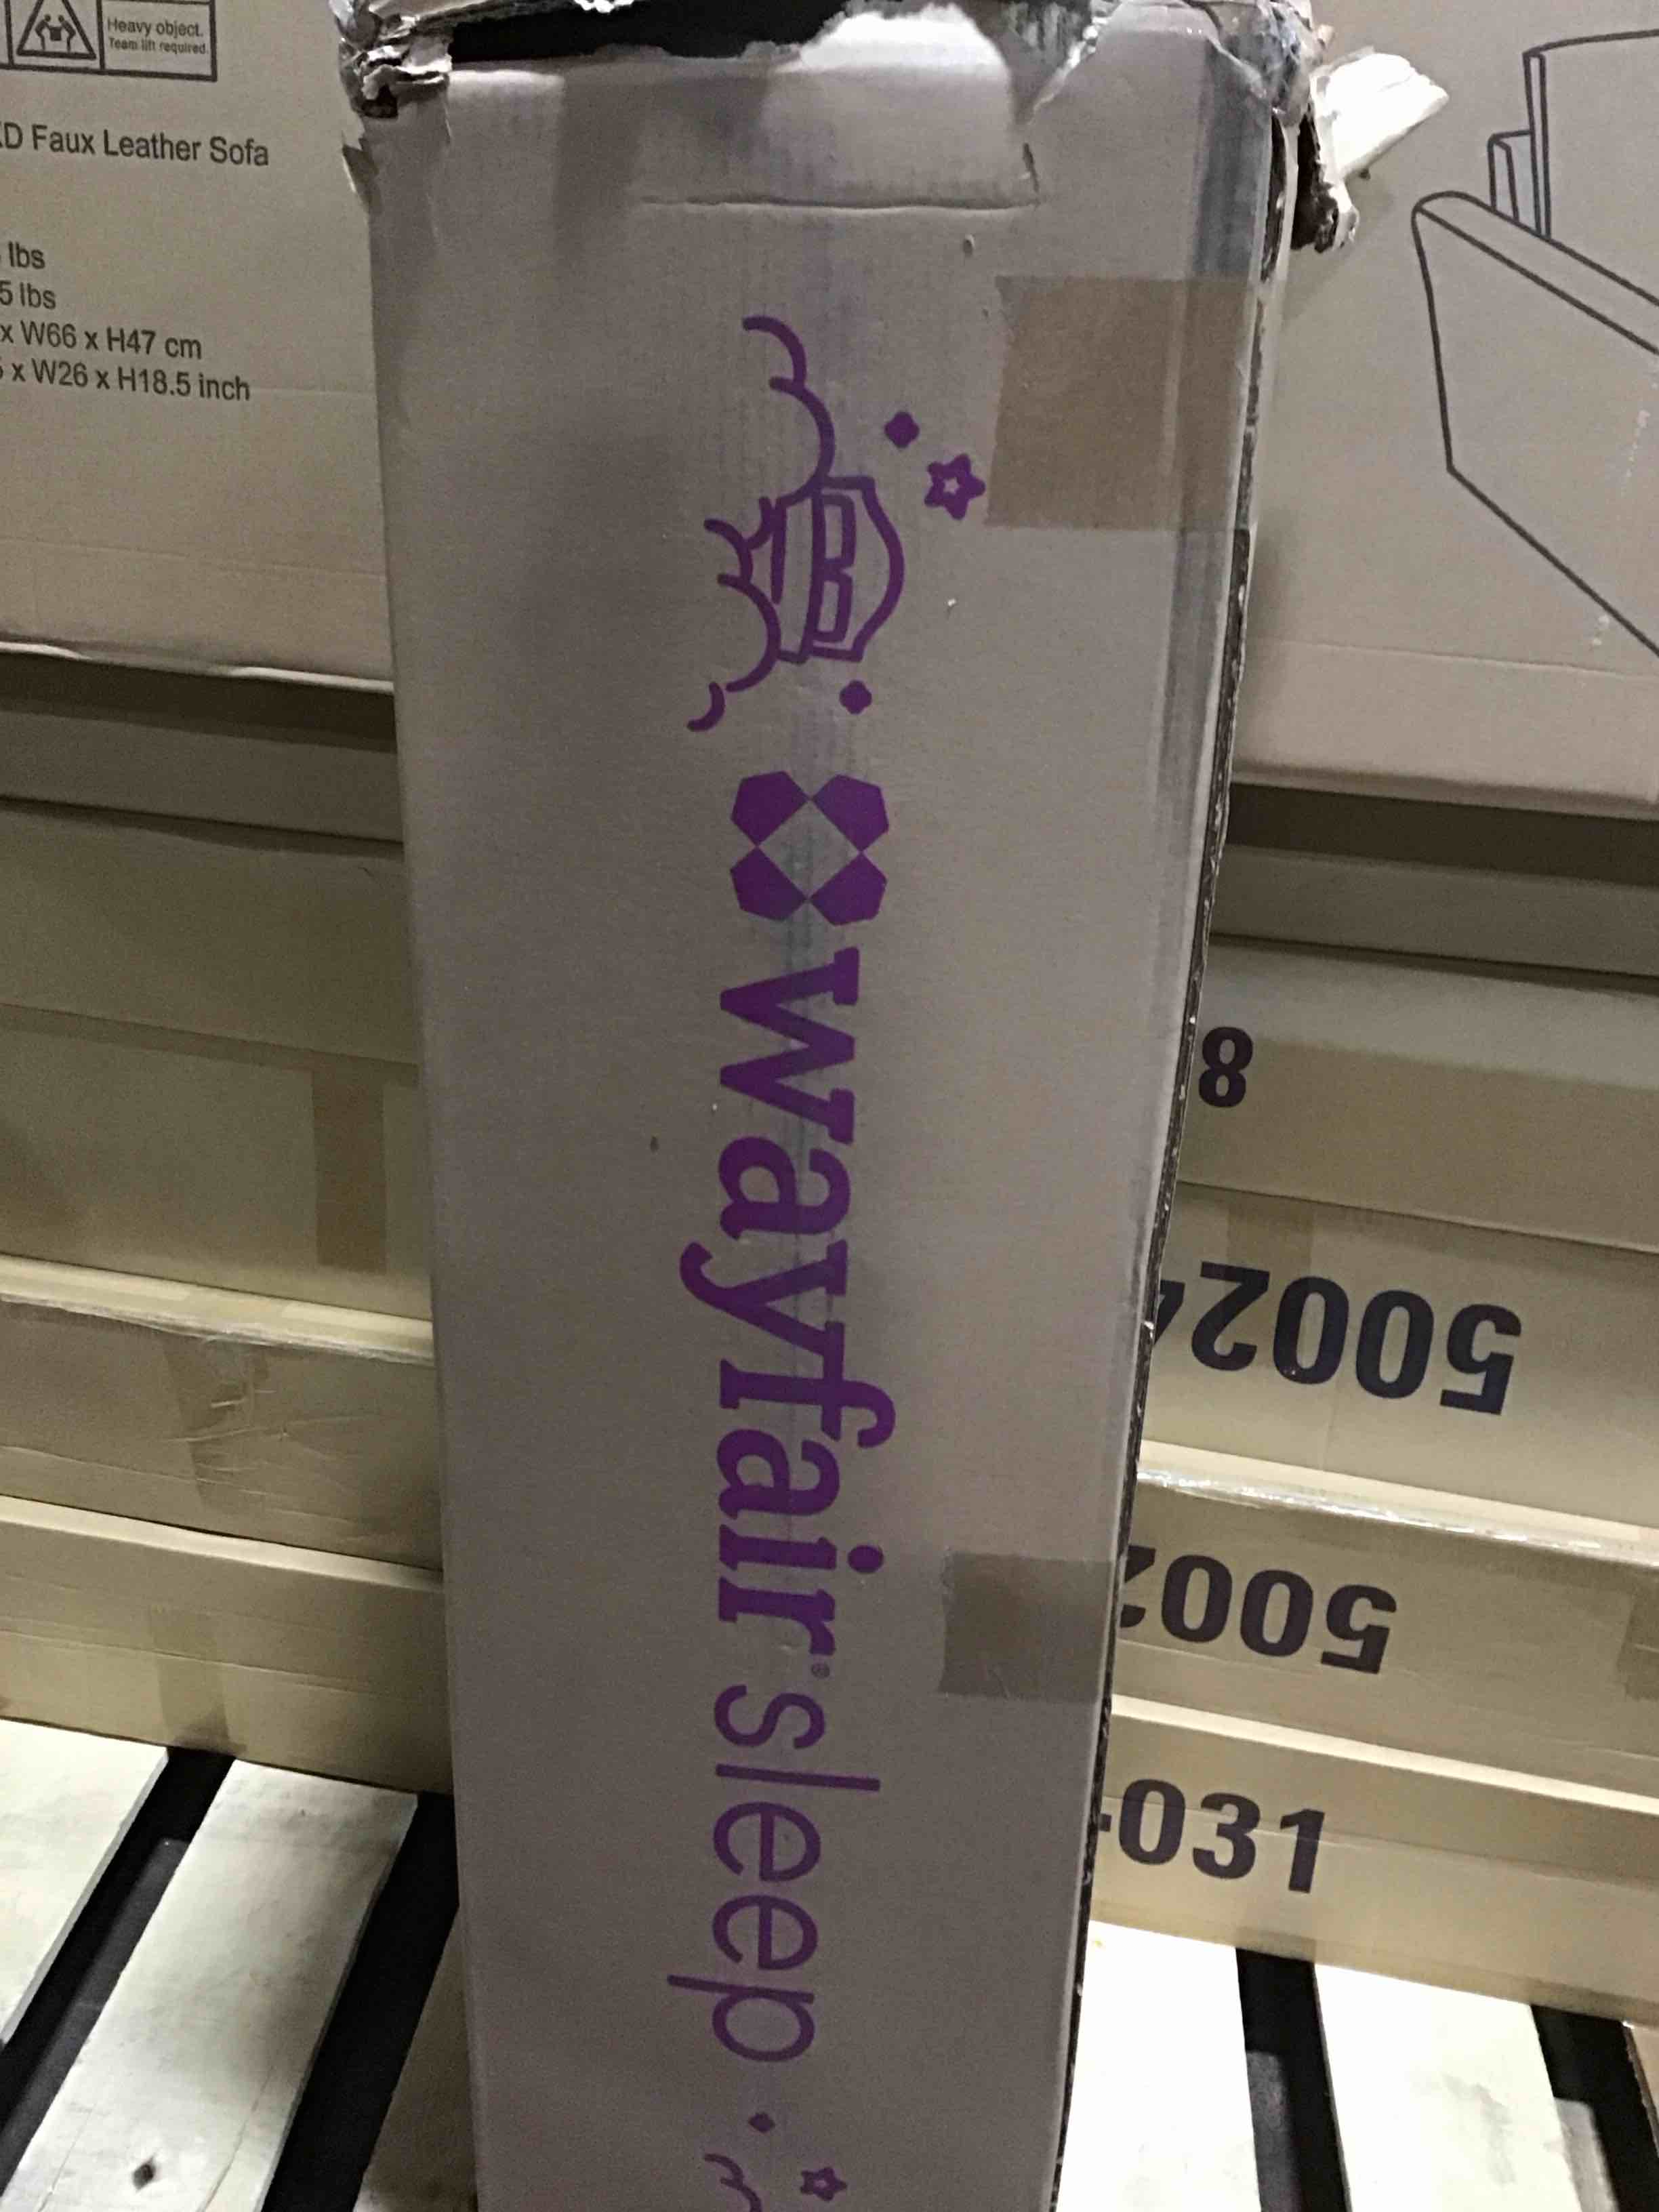 Heavy object.
Team lift required.
D Faux Leather Sofa
lbs
5 lbs
x W66 x H47 cm
x W26 x H18.5 inch
wayfair® sleep
8
5002
5002
-031